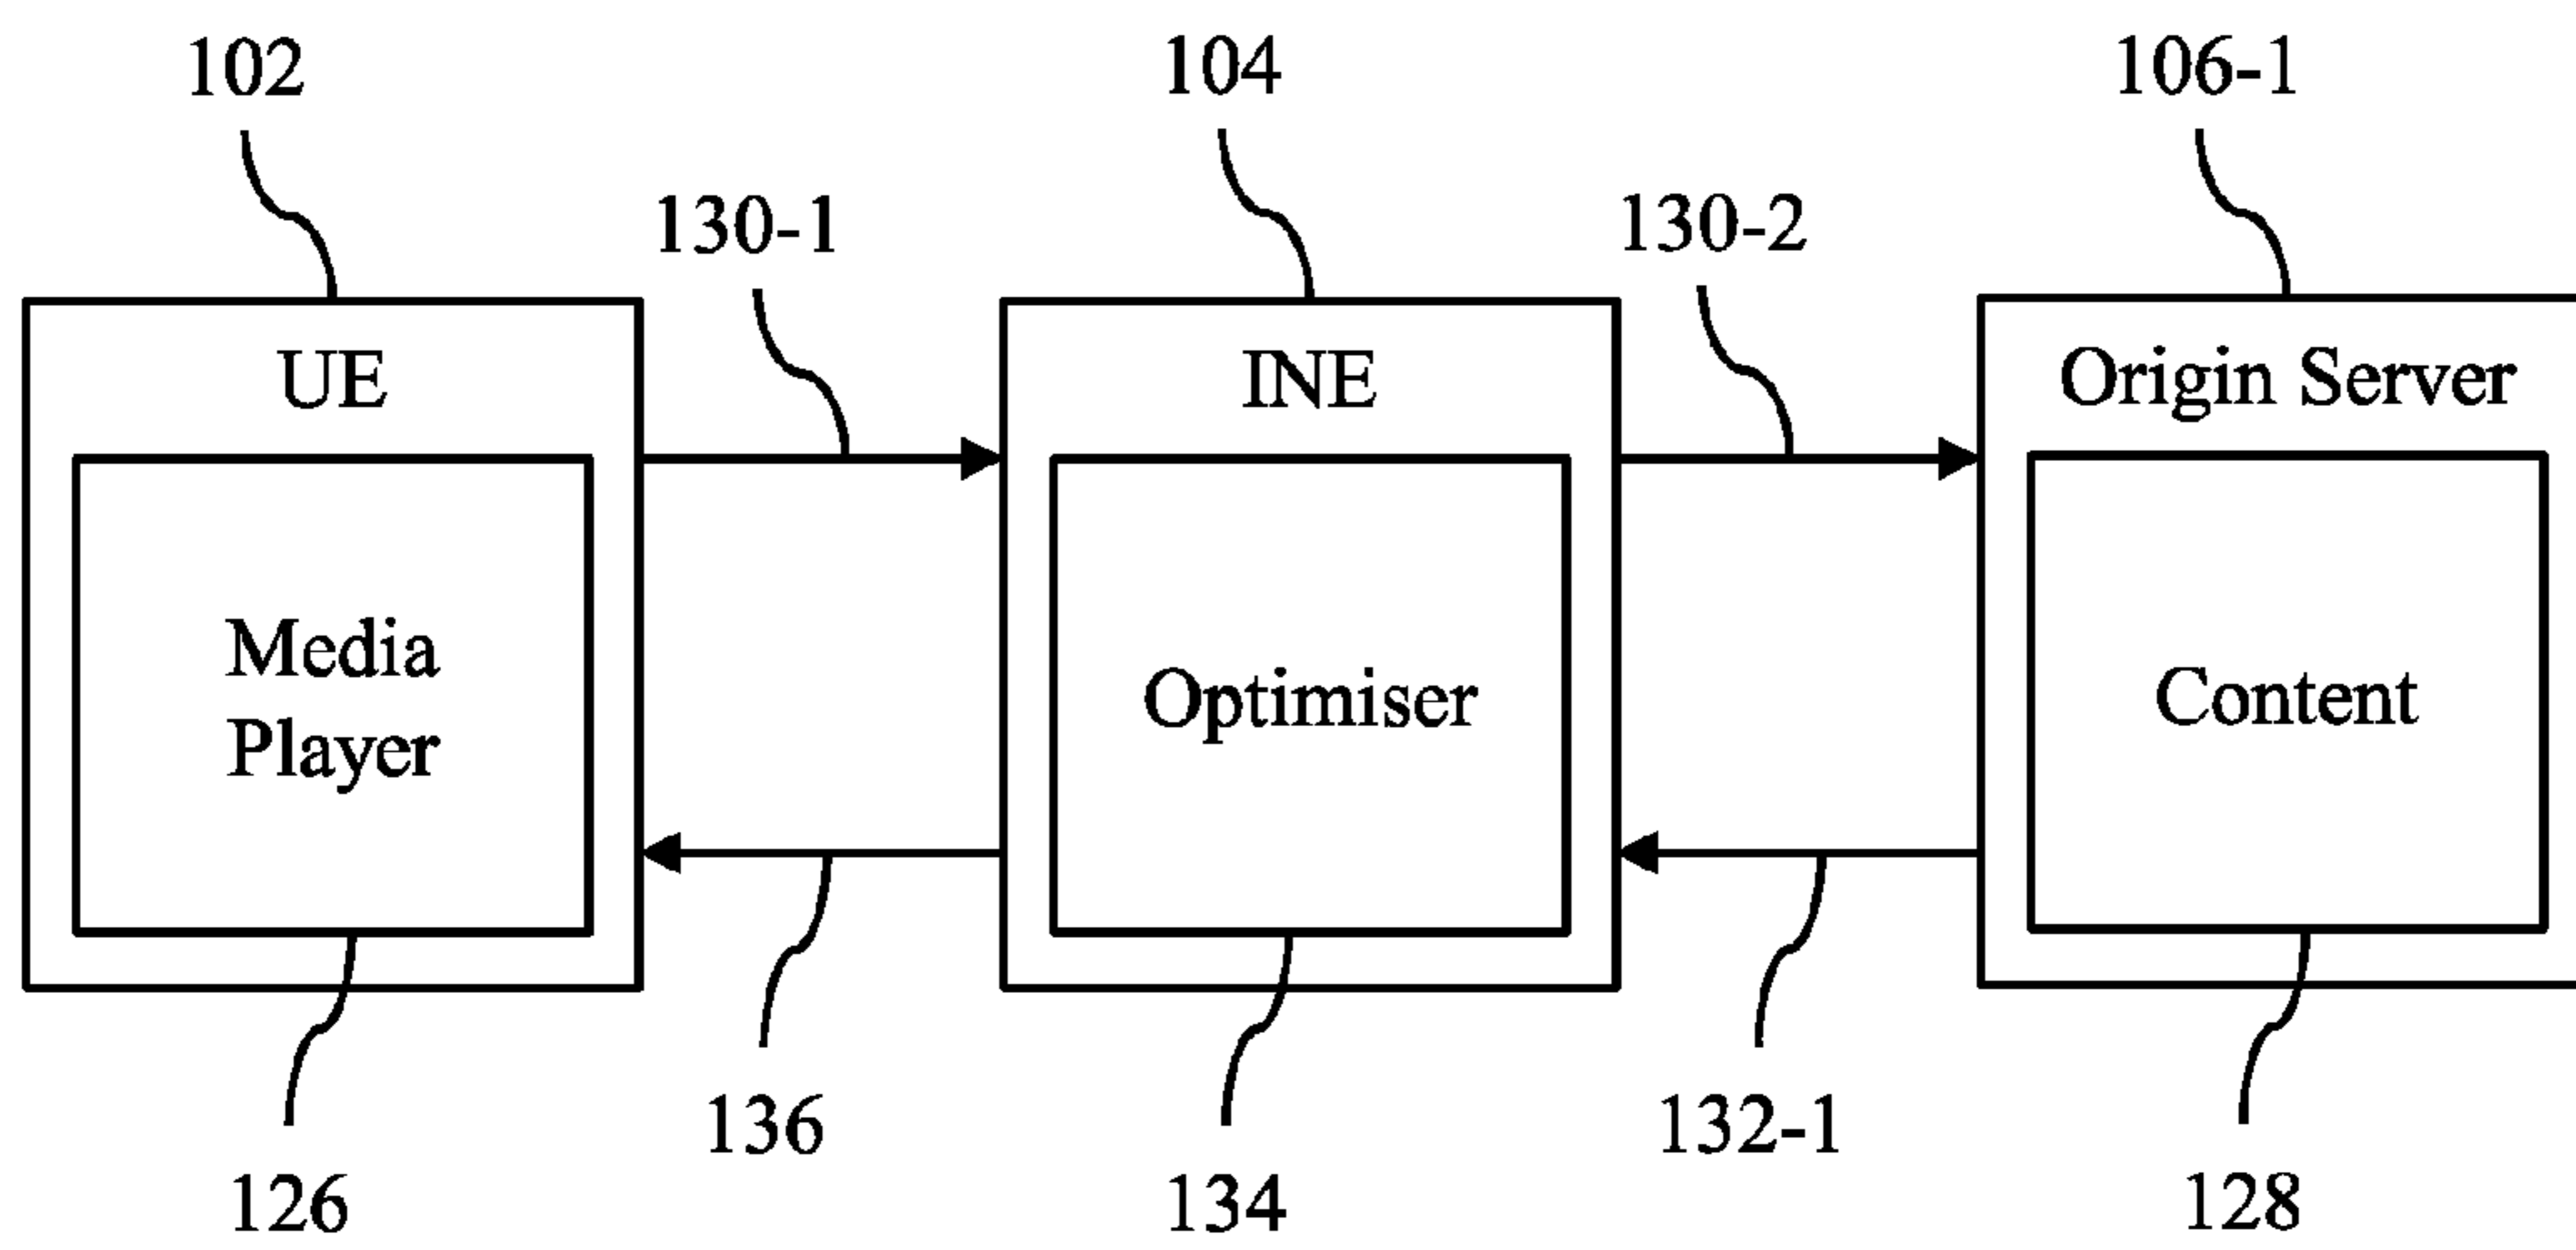 102
104
106-1
130-1
130-2
UE
INE
Origin Server
Media
Player
Optimiser
Content
136
132-1
126
134
128